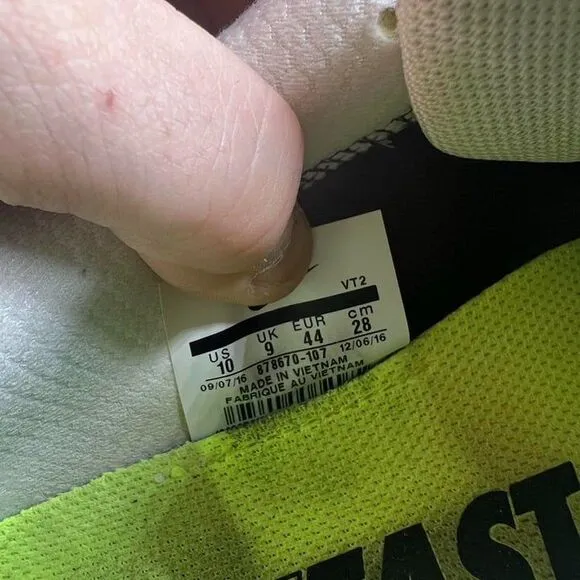 VT2
US UK EUR cm
10 9 44 28
09/07/16 878670-107 12/06/16
MADE IN VIETNAM
FABRIQUE AU VIETNAM
EAST